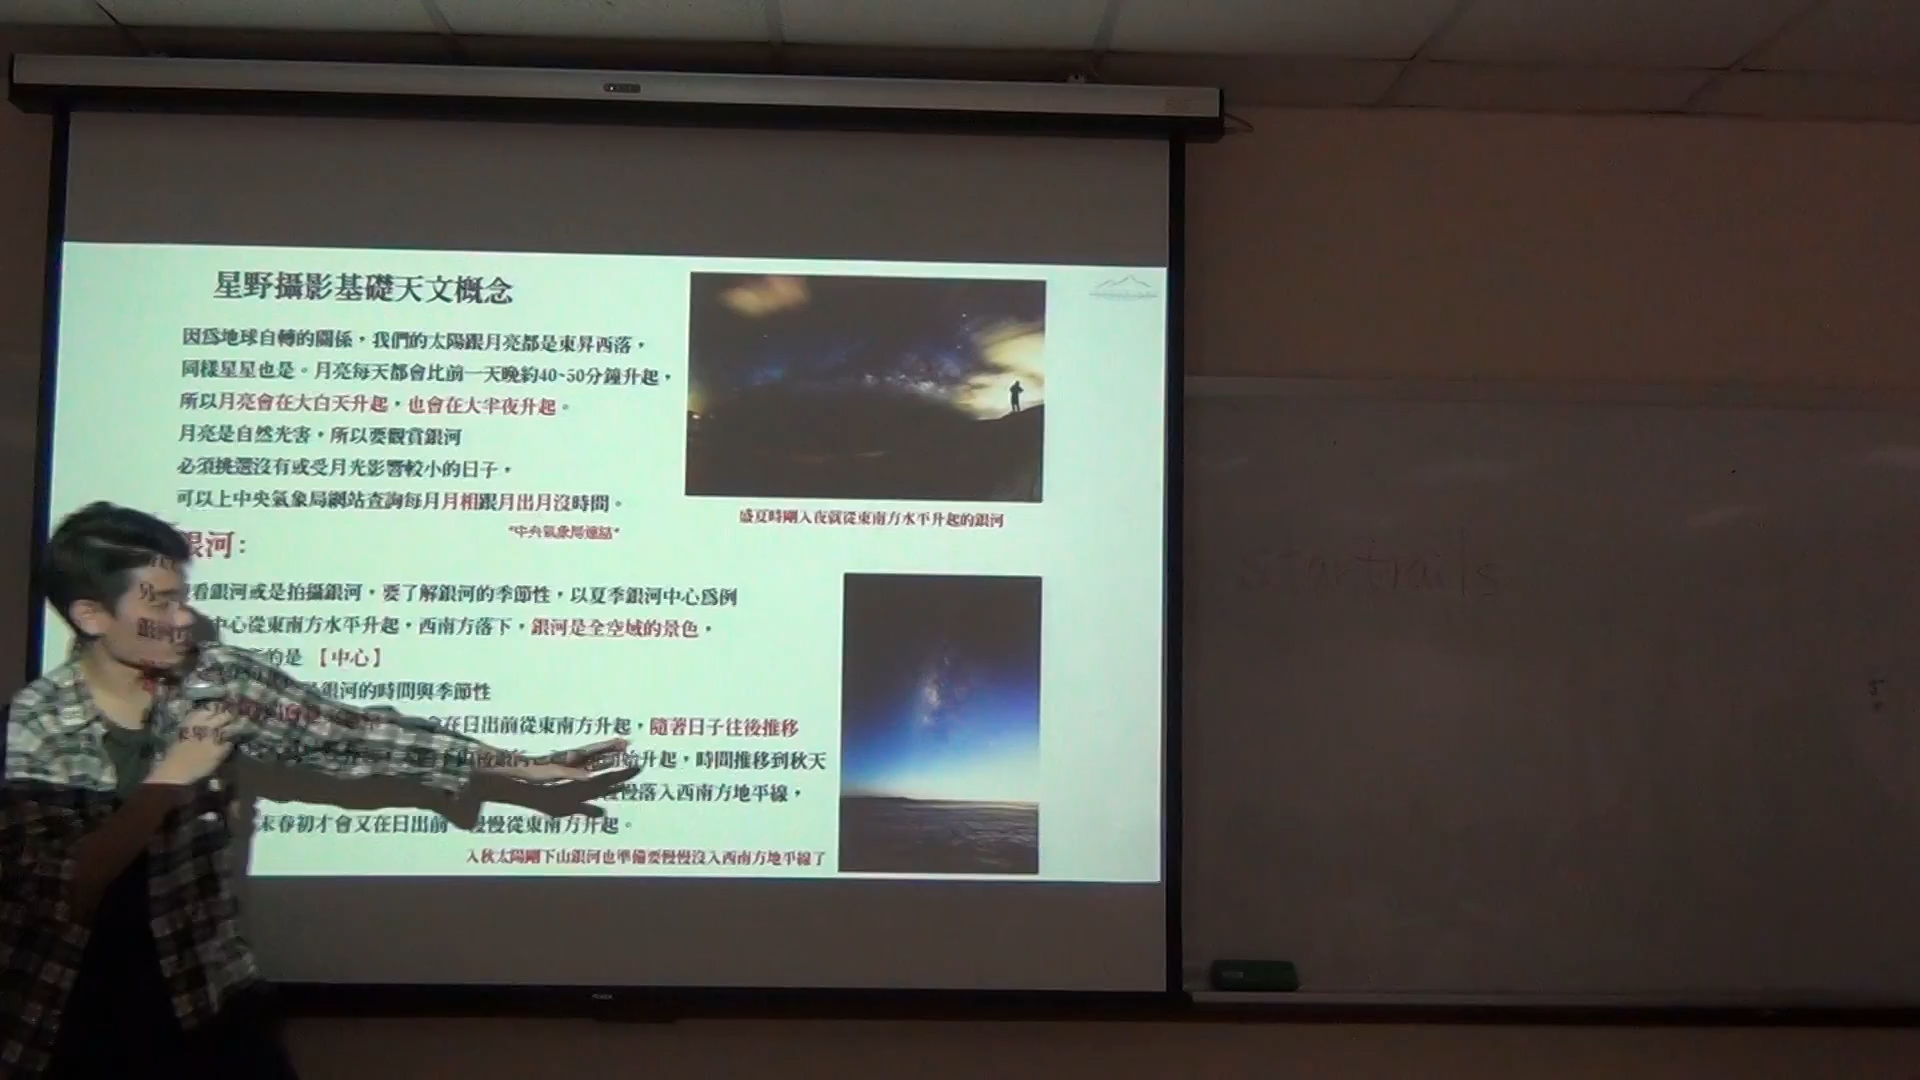 星野攝影基礎天文概念
因為地球自轉的關係，我們的太陽跟月亮都是東昇西落，
同樣星星也是。月亮每天都會比前一天晚約40~50分鐘升起，
所以月亮會在大白天升起，也會在大半夜升起。
月亮是自然光害，所以要觀賞銀河
必須挑選沒有或受月光影響較小的日子，
可以上中央氣象局網站查詢每月月相跟月出月沒時間。
*中央氣象局連結*
盛夏時剛入夜就從東南方水平升起的銀河
銀河：
看銀河或是拍攝銀河，要了解銀河的季節性，以夏季銀河中心為例
中心從東南方水平升起，西南方落下，銀河是全空域的景色，
的是 【中心】
銀河的時間與季節性
在日出前從東南方升起，隨著日子往後推移
升起，時間推移到秋天
慢落入西南方地平線，
末春初才會又在日出前 慢慢從東南方升起。
入秋太陽剛下山銀河也準備要慢慢沒入西南方地平線了
startrails